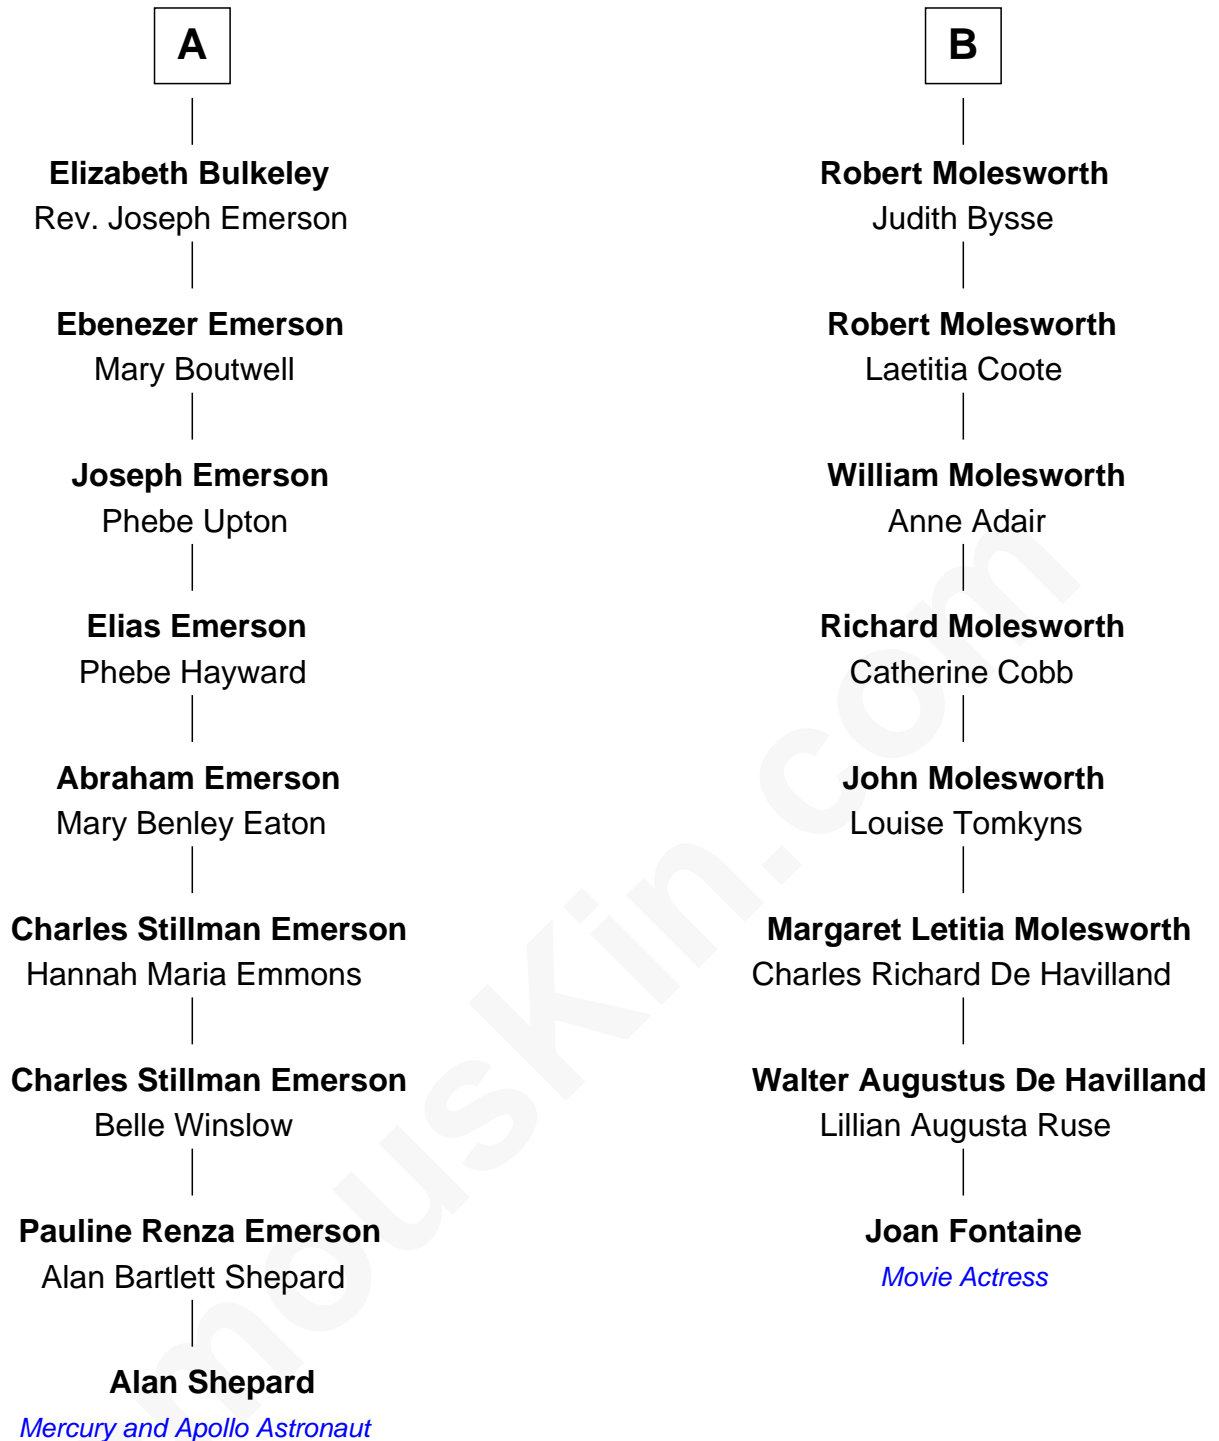 A
Elizabeth Bulkeley
Rev. Joseph Emerson
Ebenezer Emerson
Mary Boutwell
Joseph Emerson
Phebe Upton
Elias Emerson
Phebe Hayward
Abraham Emerson
Mary Benley Eaton
Charles Stillman Emerson
Hannah Maria Emmons
Charles Stillman Emerson
Belle Winslow
Pauline Renza Emerson
Alan Bartlett Shepard
Alan Shepard
Mercury and Apollo Astronaut
B
Robert Molesworth
Judith Bysse
Robert Molesworth
Laetitia Coote
William Molesworth
Anne Adair
Richard Molesworth
Catherine Cobb
John Molesworth
Louise Tomkyns
Margaret Letitia Molesworth
Charles Richard De Havilland
Walter Augustus De Havilland
Lillian Augusta Ruse
Joan Fontaine
Movie Actress
mousKin.com